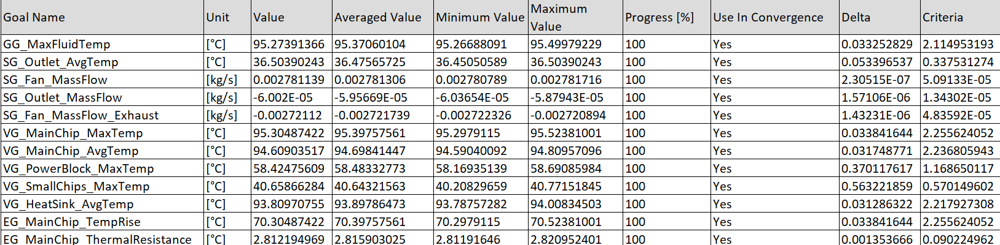 Goal Name Unit Value Averaged Value Minimum Value Maximum Value Progress [%] Use In Convergence Delta Criteria
GG_MaxFluidTemp [°C] 95.27391366 95.37060104 95.26688091 95.49979229 100 Yes 0.033252829 2.114953193
SG_Outlet_AvgTemp [°C] 36.50390243 36.47565725 36.45050589 36.50390243 100 Yes 0.053396537 0.337531274
SG_Fan_MassFlow [kg/s] 0.002781139 0.002781306 0.002780789 0.002781716 100 Yes 2.30515E-07 5.09133E-05
SG_Outlet_MassFlow [kg/s] -6.002E-05 -5.95669E-05 -6.03654E-05 -5.87943E-05 100 Yes 1.57106E-06 1.34302E-05
SG_Fan_MassFlow_Exhaust [kg/s] -0.00272112 -0.002721739 -0.002722326 -0.002720894 100 Yes 1.43231E-06 4.83592E-05
VG_MainChip_MaxTemp [°C] 95.30487422 95.39757561 95.2979115 95.52381001 100 Yes 0.033841644 2.255624052
VG_MainChip_AvgTemp [°C] 94.60903517 94.69841447 94.59040092 94.80957096 100 Yes 0.031748771 2.236805943
VG_PowerBlock_MaxTemp [°C] 58.42475609 58.48332773 58.16935139 58.69085984 100 Yes 0.370117617 1.168650117
VG_SmallChips_MaxTemp [°C] 40.65866284 40.64321563 40.20829659 40.77151845 100 Yes 0.563221859 0.570149602
VG_HeatSink_AvgTemp [°C] 93.80970755 93.89786473 93.78757282 94.00834503 100 Yes 0.031286322 2.217927308
EG_MainChip_TempRise [°C] 70.30487422 70.39757561 70.2979115 70.52381001 100 Yes 0.033841644 2.255624052
EG_MainChip_ThermalResistance [°C] 2.812194969 2.815903025 2.81191646 2.820952401 100 Yes 0.001353666 0.090224962